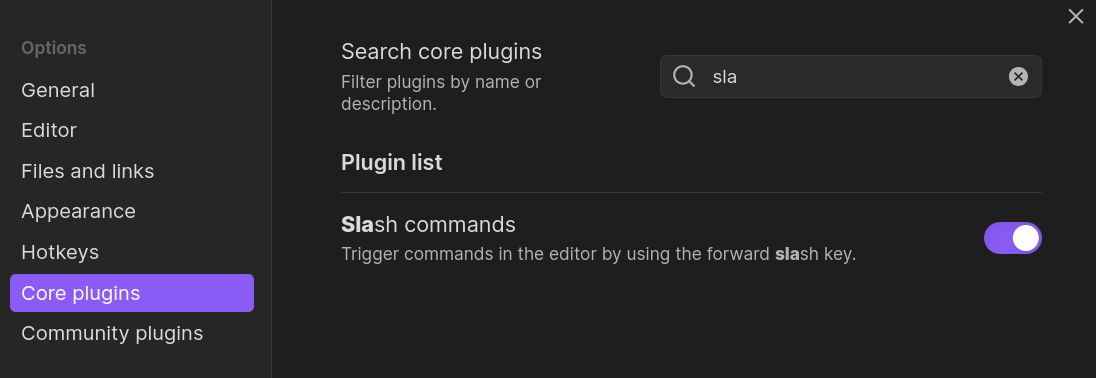 Options
General
Editor
Files and links
Appearance
Hotkeys
Core plugins
Community plugins
Search core plugins
Filter plugins by name or
description.
sla
Plugin list
Slash commands
Trigger commands in the editor by using the forward slash key.